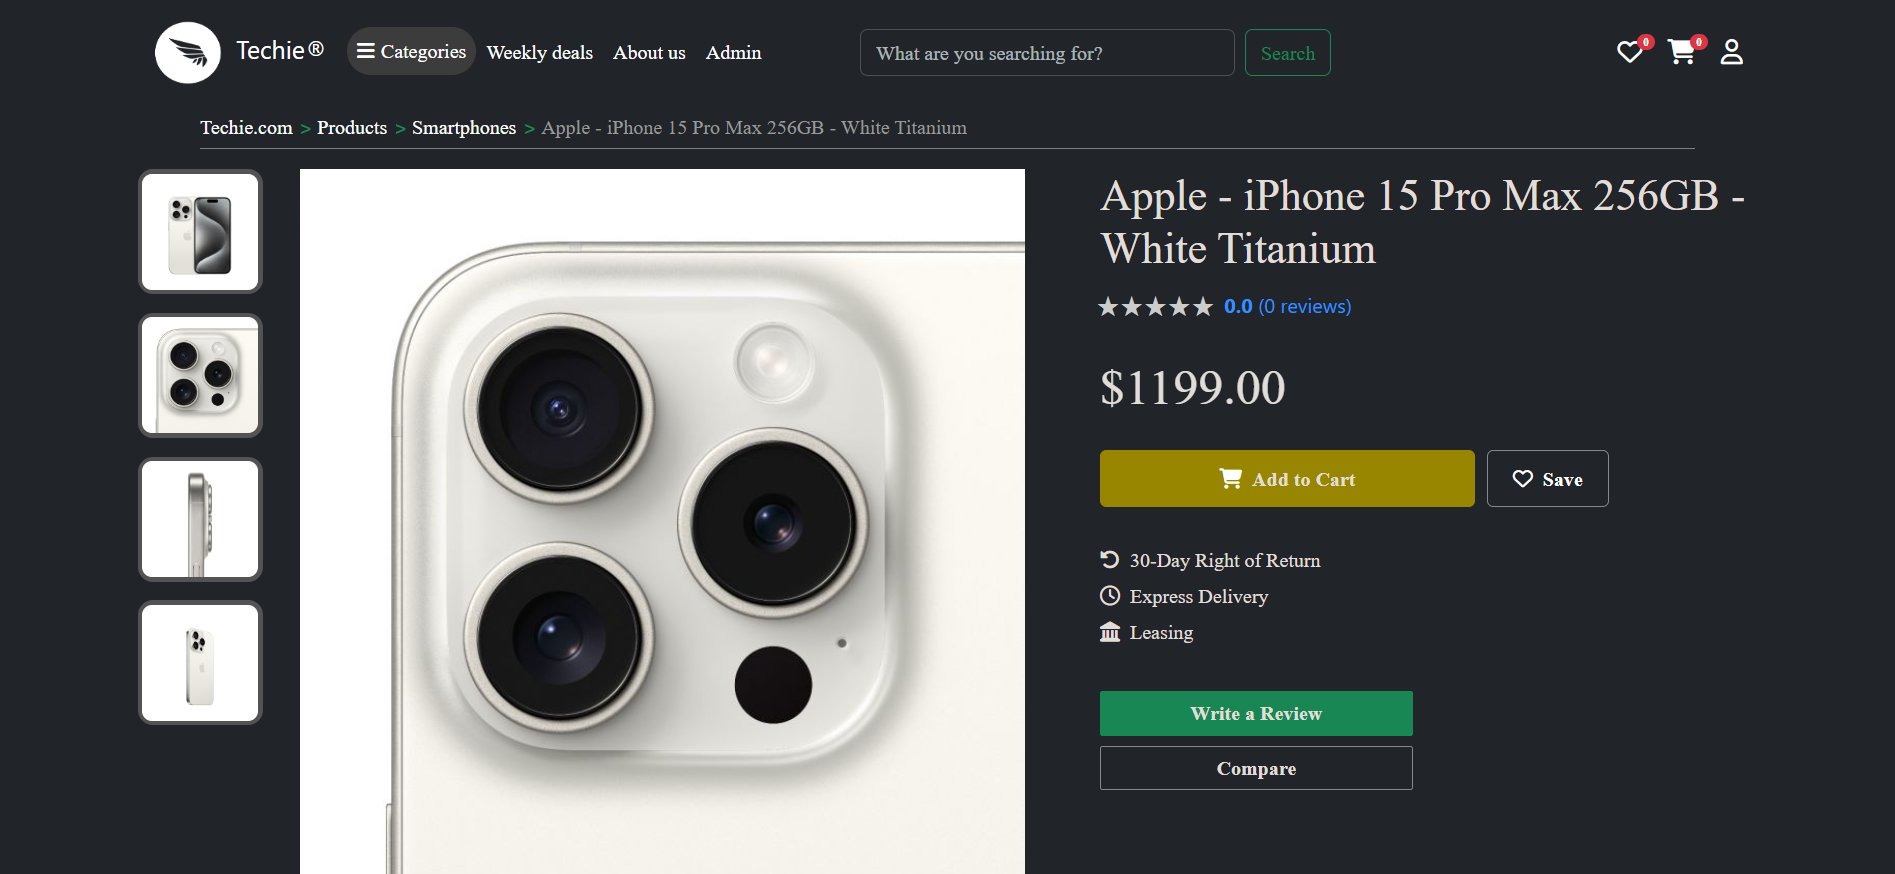 Techie®
Categories
Weekly deals
About us
Admin
What are you searching for?
Search
0
0
Techie.com > Products > Smartphones > Apple - iPhone 15 Pro Max 256GB - White Titanium
Apple - iPhone 15 Pro Max 256GB -
White Titanium
★★★★★ 0.0 (0 reviews)
$1199.00
Add to Cart
Save
30-Day Right of Return
Express Delivery
Leasing
Write a Review
Compare